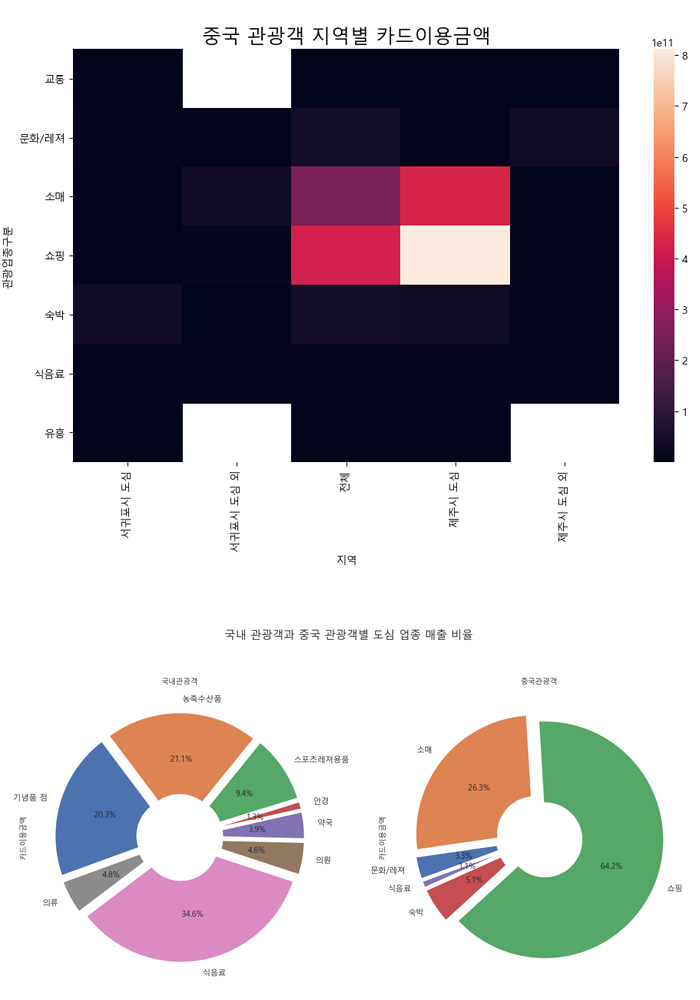 중국 관광객 지역별 카드이용금액
1e11
교통
문화/레져
소매
쇼핑
숙박
식음료
유흥
관광업종구분
8
7
6
5
4
3
2
1
서귀포시 도심
서귀포시 도심 외
전체
제주시 도심
제주시 도심 외
지역
국내 관광객과 중국 관광객별 도심 업종 매출 비율
국내관광객
농축수산품
21.1%
스포츠레져용품
9.4%
기념품 점
20.3%
안경
1.3%
약국
3.9%
의원
4.6%
의류
4.8%
34.6%
식음료
카드이용금액
중국관광객
소매
26.3%
문화/레져
3.3%
식음료
1.1%
숙박
5.1%
64.2%
쇼핑
카드이용금액